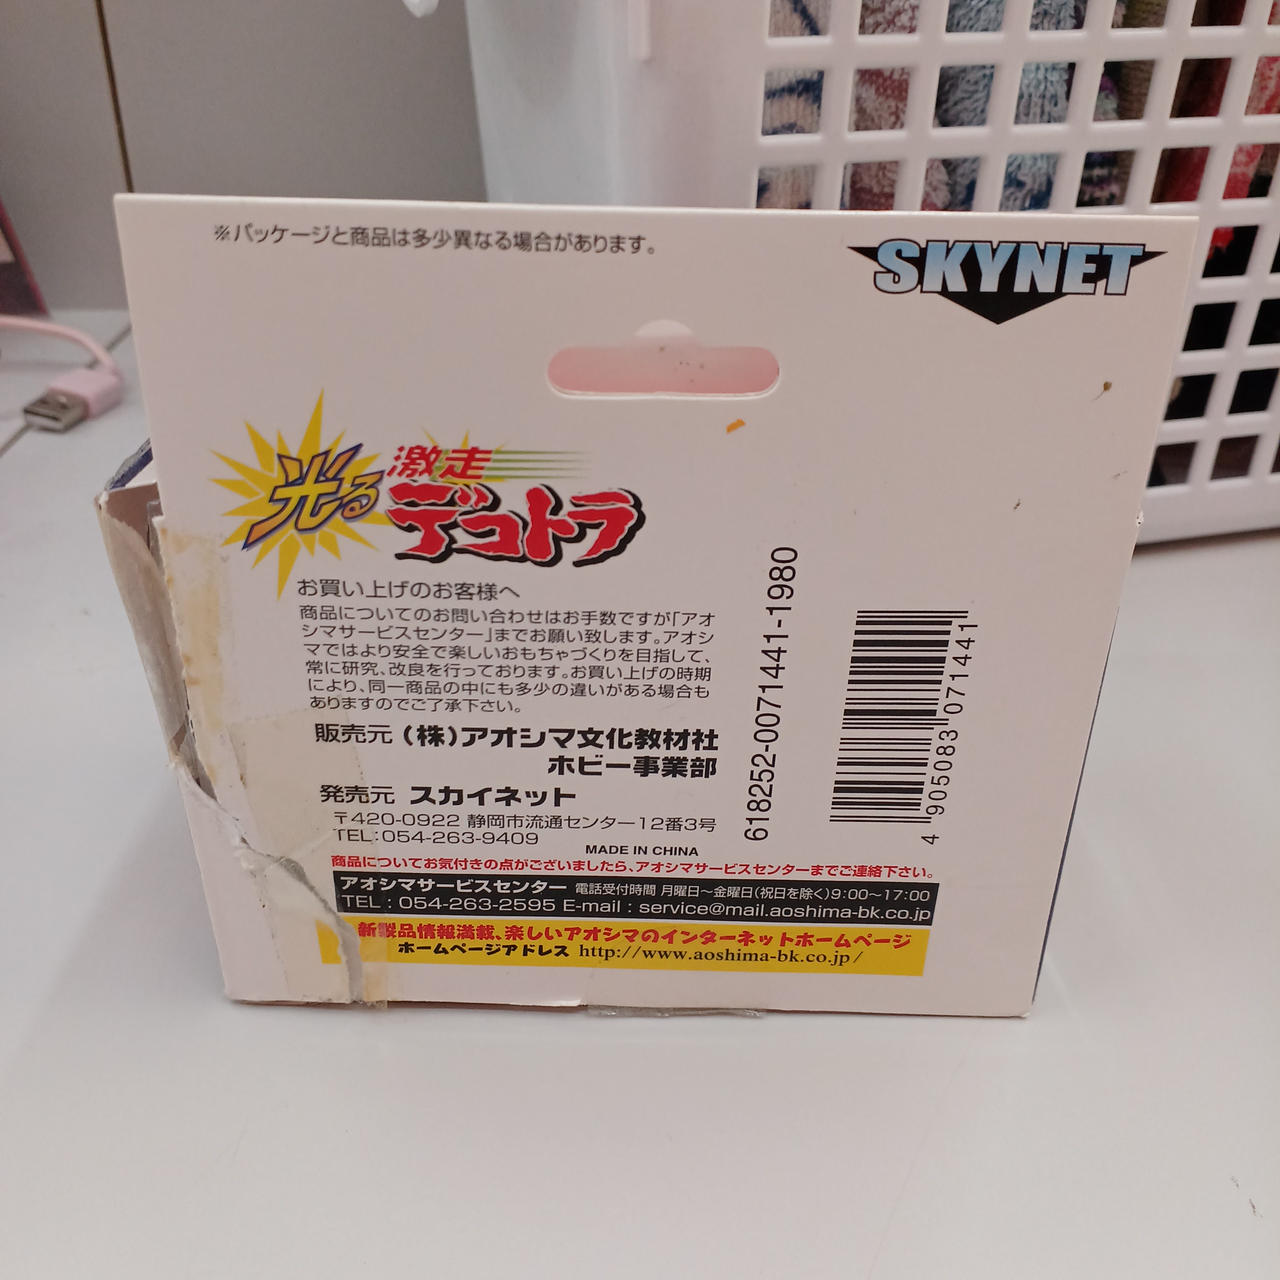 ※パッケージと商品は多少異なる場合があります。
SKYNET
光る 激走
デコトラ
お買い上げのお客様へ
商品についてのお問い合わせはお手数ですが「アオ
シマサービスセンター」までお願い致します。アオシ
マではより安全で楽しいおもちゃづくりを目指して、
常に研究、改良を行っております。お買い上げの時期
により、同一商品の中にも多少の違いがある場合も
ありますのでご了承下さい。
販売元 (株)アオシマ文化教材社
ホビー事業部
発売元 スカイネット
〒420-0922 静岡市流通センター12番3号
TEL:054-263-9409
MADE IN CHINA
618252-0071441-1980
4 905083 071441
商品についてお気付きの点がございましたら、アオシマサービスセンターまでご連絡下さい。
アオシマサービスセンター 電話受付時間 月曜日〜金曜日(祝日を除く)9:00〜17:00
TEL : 054-263-2595 E-mail : service@mail.aoshima-bk.co.jp
新製品情報満載、楽しいアオシマのインターネットホームページ
ホームページアドレス http://www.aoshima-bk.co.jp/